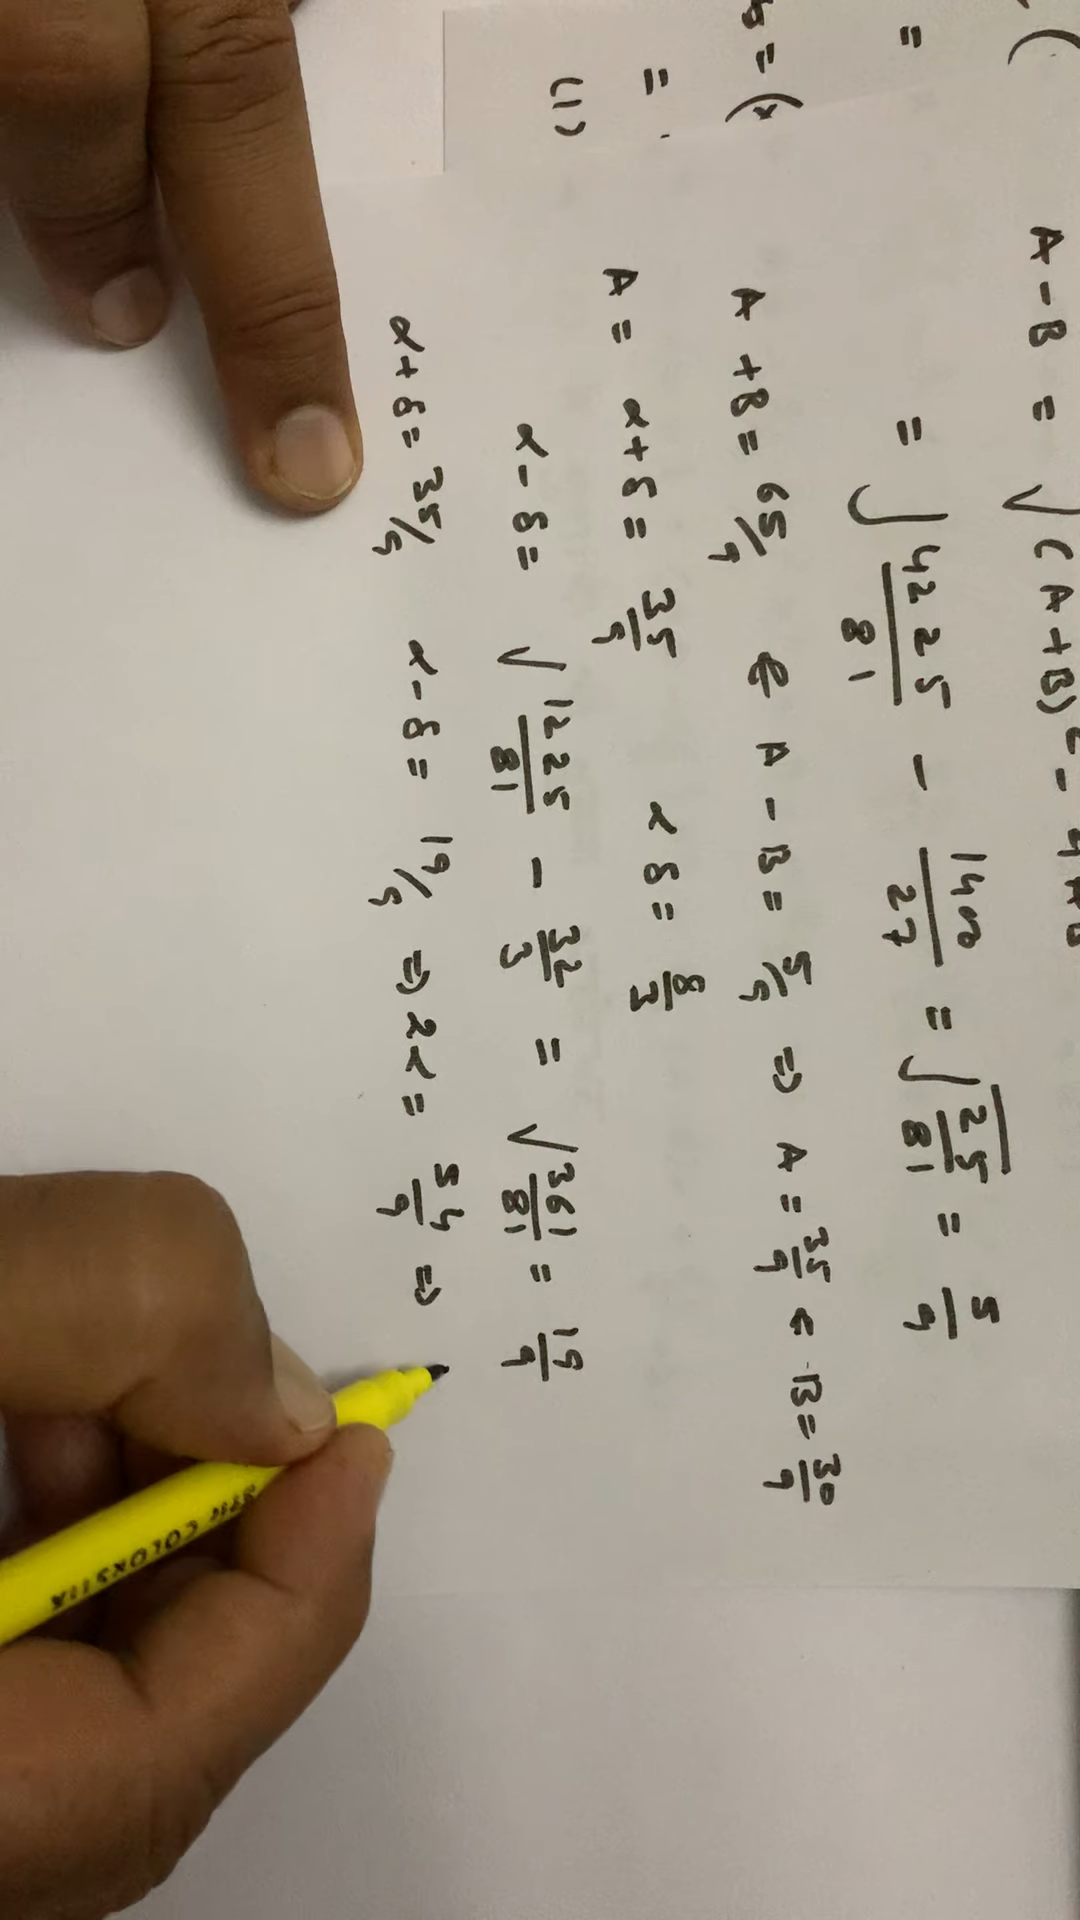 (
=
= (x
=
(1)
A - B = √(A+B)² - 4AB
= √4225/81 - 1400/27 = √25/81 = 5/9
A + B = 65/9 & A - B = 5/9 ⇒ A = 35/9 & B = 30/9
A = α + δ = 35/9 α δ = 8/3
α - δ = √1225/81 - 32/3 = √361/81 = 19/9
α + δ = 35/9 α - δ = 19/9 ⇒ 2α = 54/9 ⇒